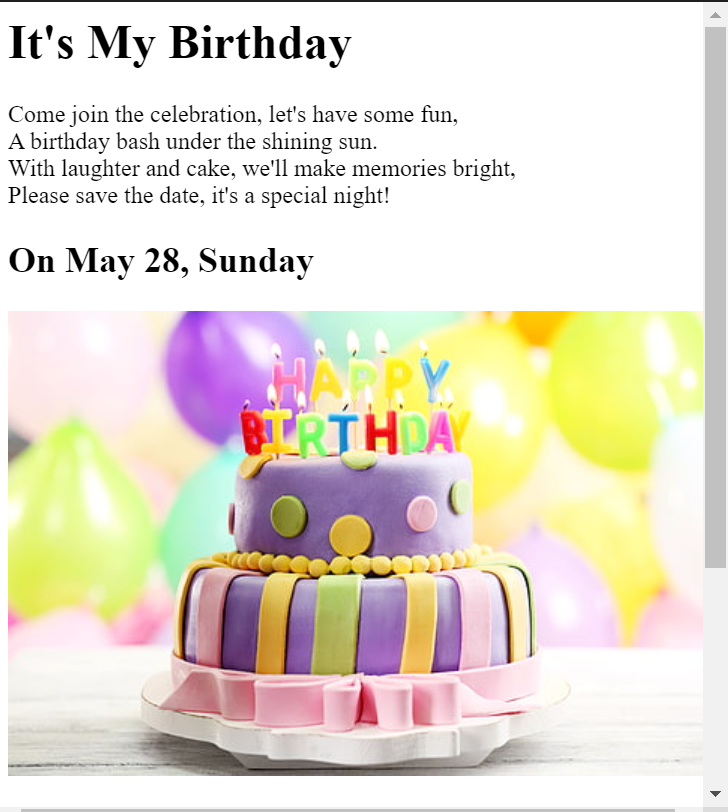 It's My Birthday
Come join the celebration, let's have some fun,
A birthday bash under the shining sun.
With laughter and cake, we'll make memories bright,
Please save the date, it's a special night!
On May 28, Sunday
HAPPY
BIRTHDAY